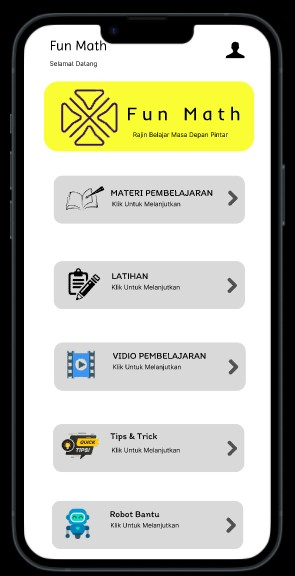 Fun Math
Selamat Datang
Fun Math
Rajin Belajar Masa Depan Pintar
MATERI PEMBELAJARAN
Klik Untuk Melanjutkan
LATIHAN
Klik Untuk Melanjutkan
VIDIO PEMBELAJARAN
Klik Untuk Melanjutkan
Tips & Trick
QUICK
TIPS!
Klik Untuk Melanjutkan
Robot Bantu
Klik Untuk Melanjutkan